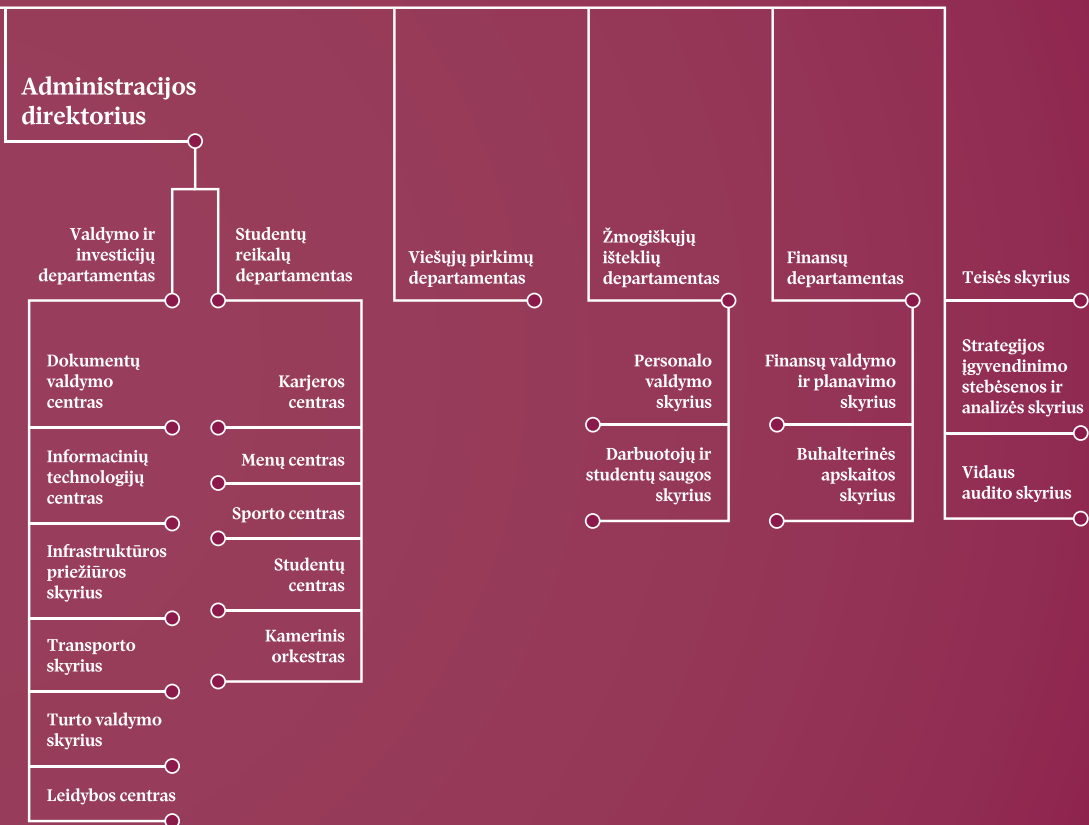 Administracijos
direktorius
Valdymo ir
investicijų
departamentas
Studentų
reikalų
departamentas
Viešųjų pirkimų
departamentas
Žmogiškųjų
išteklių
departamentas
Finansų
departamentas
Teisės skyrius
Dokumentų
valdymo
centras
Informacinių
technologijų
centras
Infrastruktūros
priežiūros
skyrius
Transporto
skyrius
Turto valdymo
skyrius
Leidybos centras
Karjeros
centras
Menų centras
Sporto centras
Studentų
centras
Kamerinis
orkestras
Personalo
valdymo
skyrius
Darbuotojų ir
studentų saugos
skyrius
Finansų valdymo
ir planavimo
skyrius
Buhalterinės
apskaitos
skyrius
Strategijos
įgyvendinimo
stebėsenos ir
analizės skyrius
Vidaus
audito skyrius